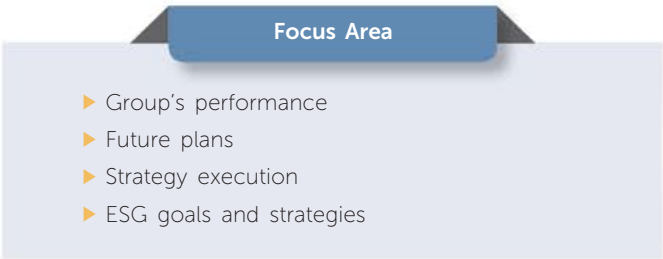 Focus Area
Group's performance
Future plans
Strategy execution
ESG goals and strategies